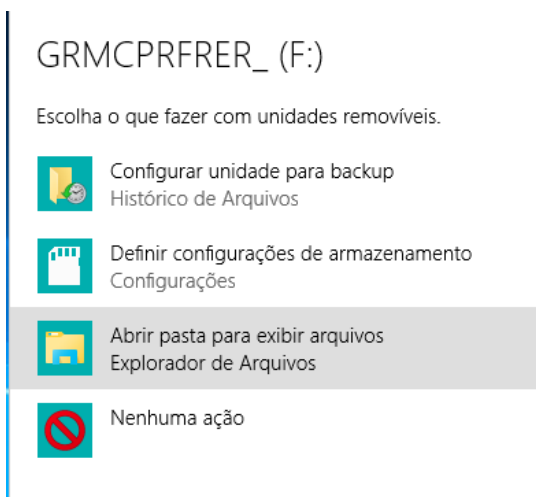 GRMCPRFRER_ (F:)
Escolha o que fazer com unidades removíveis.
Configurar unidade para backup
Histórico de Arquivos
Definir configurações de armazenamento
Configurações
Abrir pasta para exibir arquivos
Explorador de Arquivos
Nenhuma ação